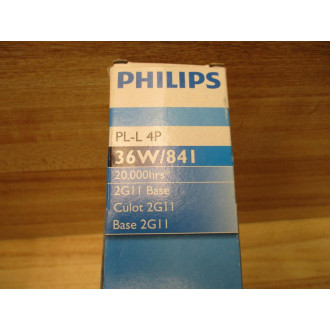 PHILIPS
PL-L 4P
36W/841
20,000hrs
2G11 Base
Culot 2G11
Base 2G11